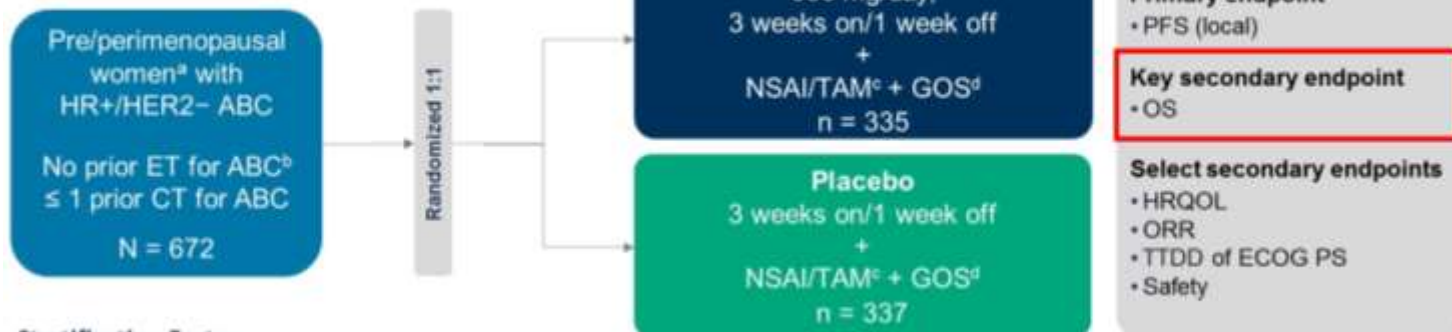 Pre/perimenopausal
womenᵃ with
HR+/HER2− ABC
No prior ET for ABCᵇ
≤ 1 prior CT for ABC
N = 672
Randomized 1:1
3 weeks on/1 week off
+
NSAI/TAMᶜ + GOSᵈ
n = 335
Placebo
3 weeks on/1 week off
+
NSAI/TAMᶜ + GOSᵈ
n = 337
Primary endpoint
• PFS (local)
Key secondary endpoint
• OS
Select secondary endpoints
• HRQOL
• ORR
• TTDD of ECOG PS
• Safety